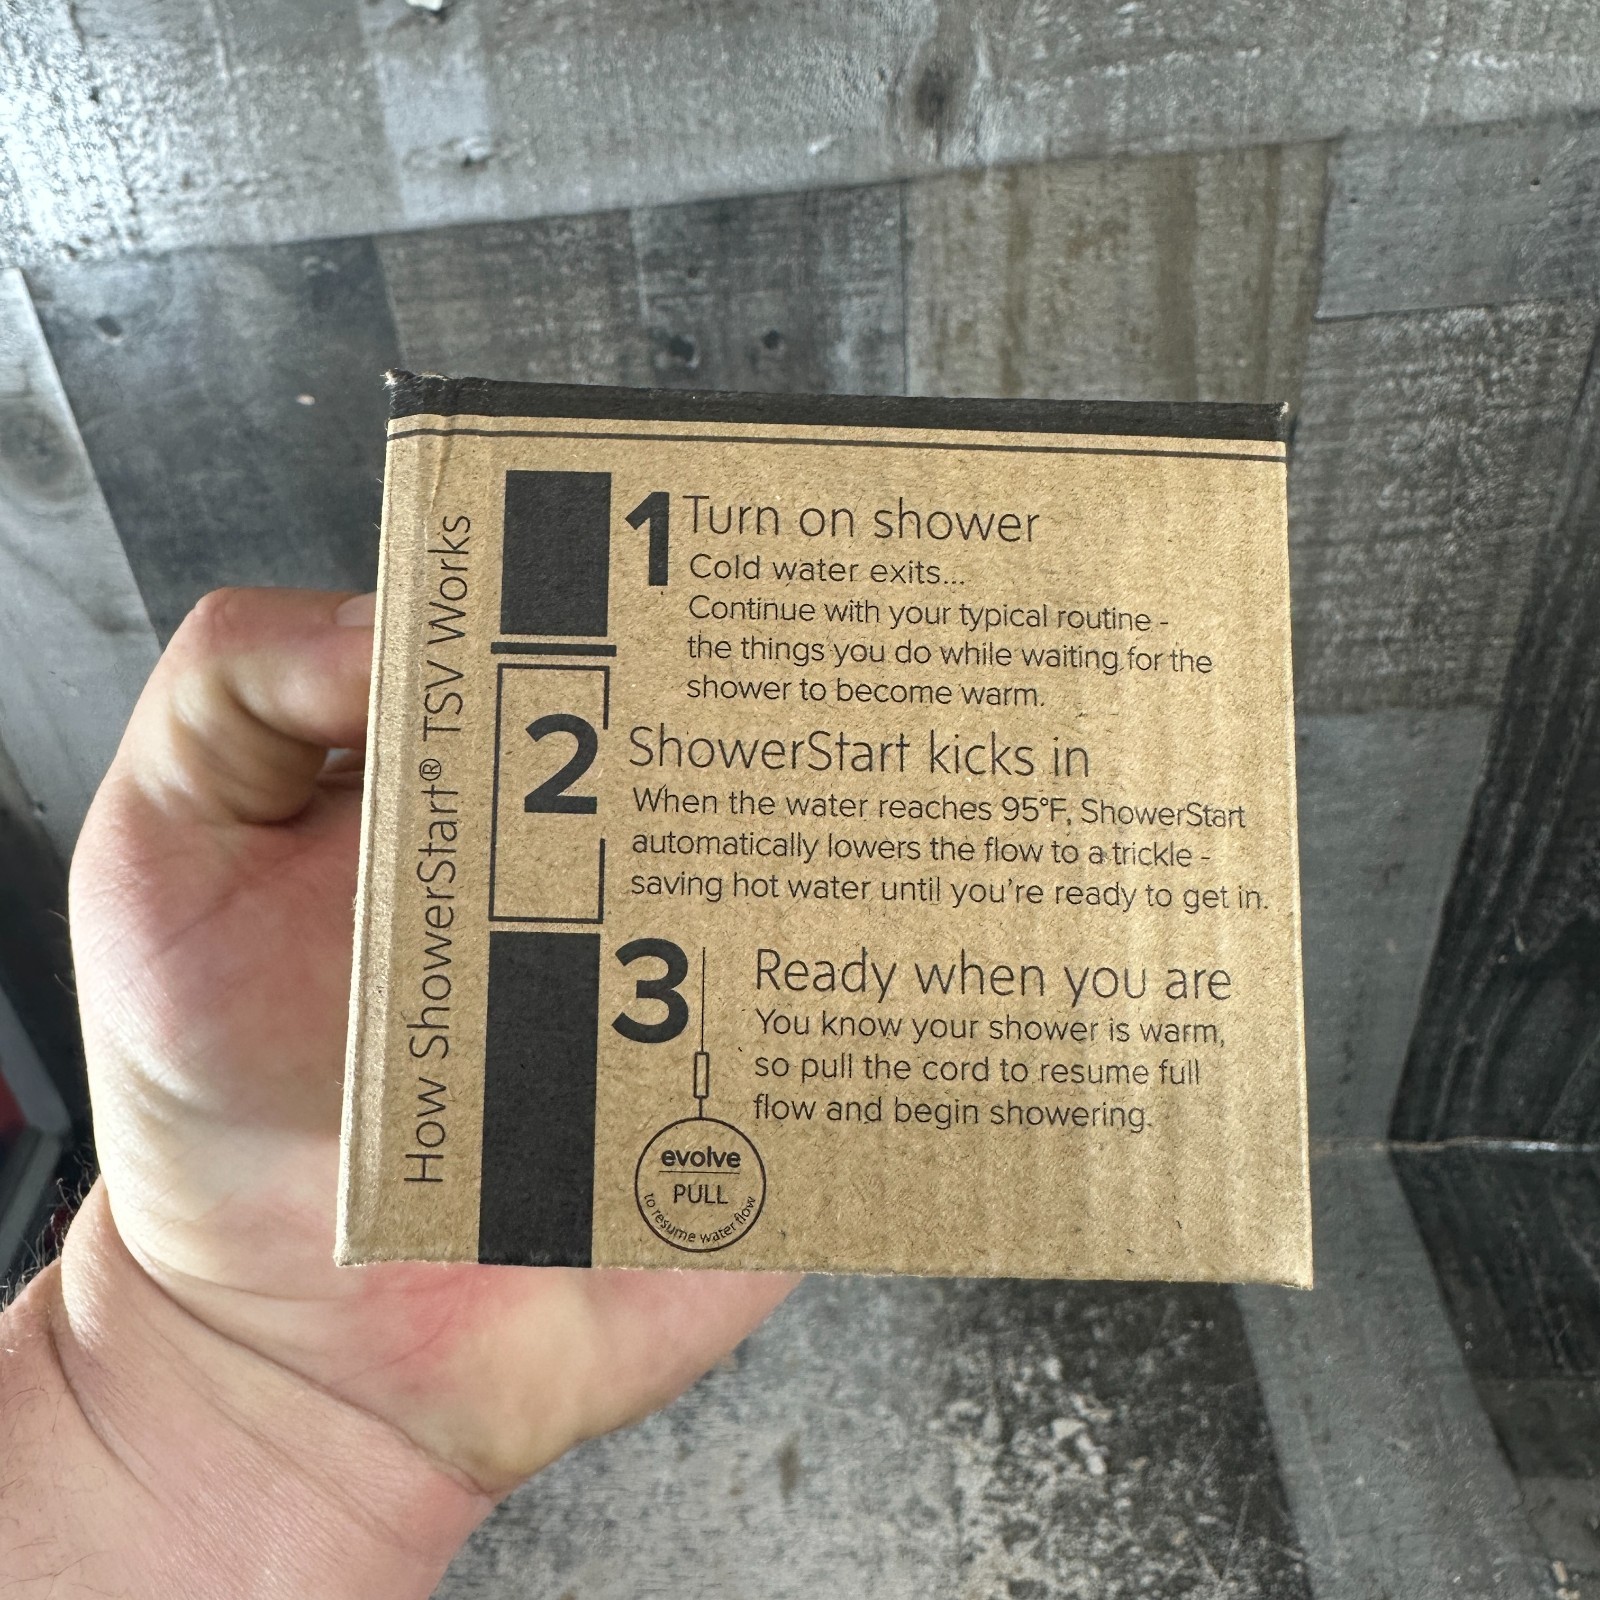 How ShowerStart® TSV Works
1 Turn on shower
Cold water exits...
Continue with your typical routine -
the things you do while waiting for the
shower to become warm.
2 ShowerStart kicks in
When the water reaches 95°F, ShowerStart
automatically lowers the flow to a trickle -
saving hot water until you're ready to get in.
3 Ready when you are
You know your shower is warm,
so pull the cord to resume full
flow and begin showering.
evolve
PULL
to resume water flow